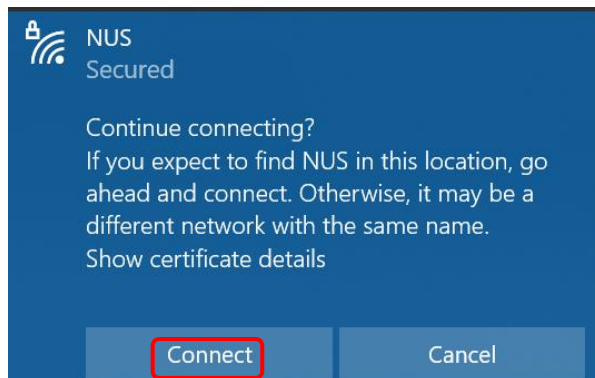 NUS
Secured
Continue connecting?
If you expect to find NUS in this location, go
ahead and connect. Otherwise, it may be a
different network with the same name.
Show certificate details
Connect
Cancel